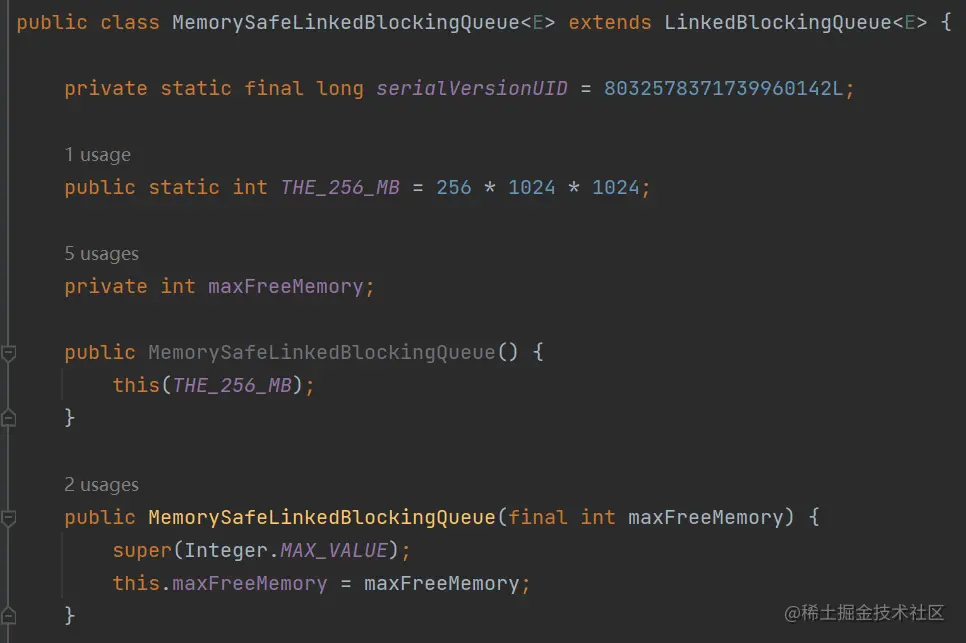 public class MemorySafeLinkedBlockingQueue<E> extends LinkedBlockingQueue<E> {
private static final long serialVersionUID = 8032578371739960142L;
1 usage
public static int THE_256_MB = 256 * 1024 * 1024;
5 usages
private int maxFreeMemory;
public MemorySafeLinkedBlockingQueue() {
this(THE_256_MB);
}
2 usages
public MemorySafeLinkedBlockingQueue(final int maxFreeMemory) {
super(Integer.MAX_VALUE);
this.maxFreeMemory = maxFreeMemory;
}
@稀土掘金技术社区